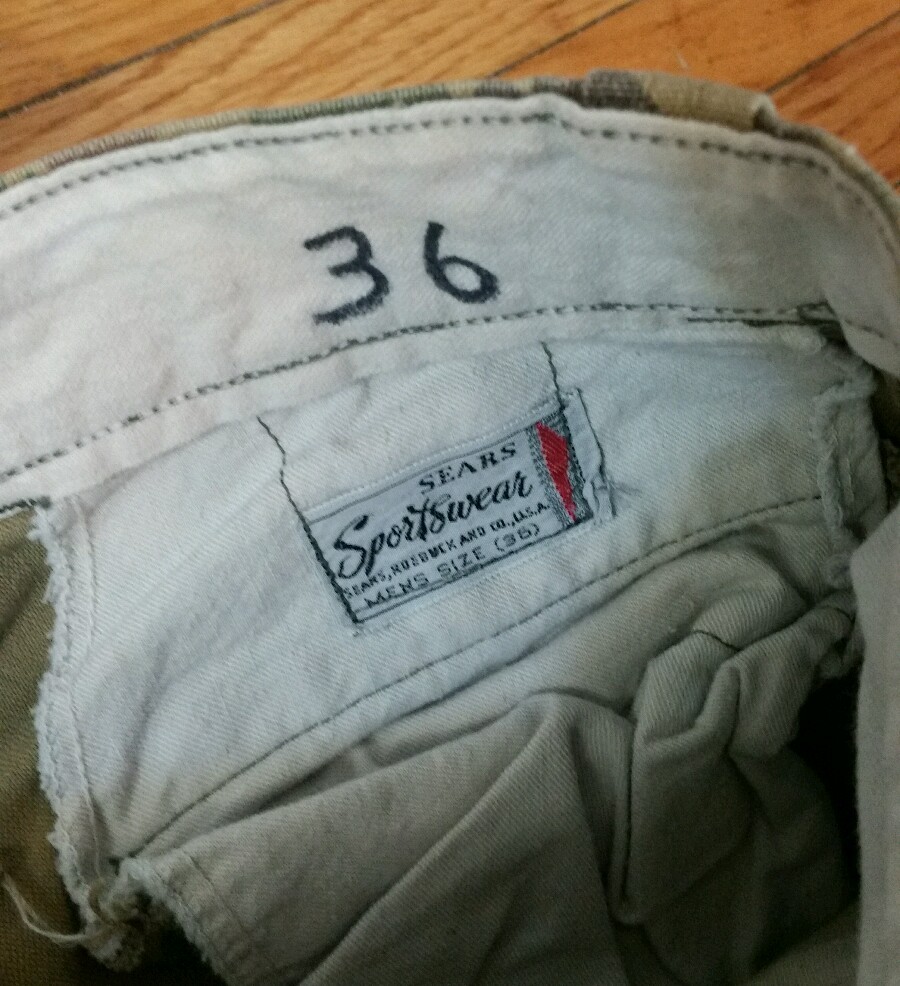 36
SEARS
Sportswear
SEARS, ROEBUCK AND CO., U.S.A.
MENS SIZE (36)